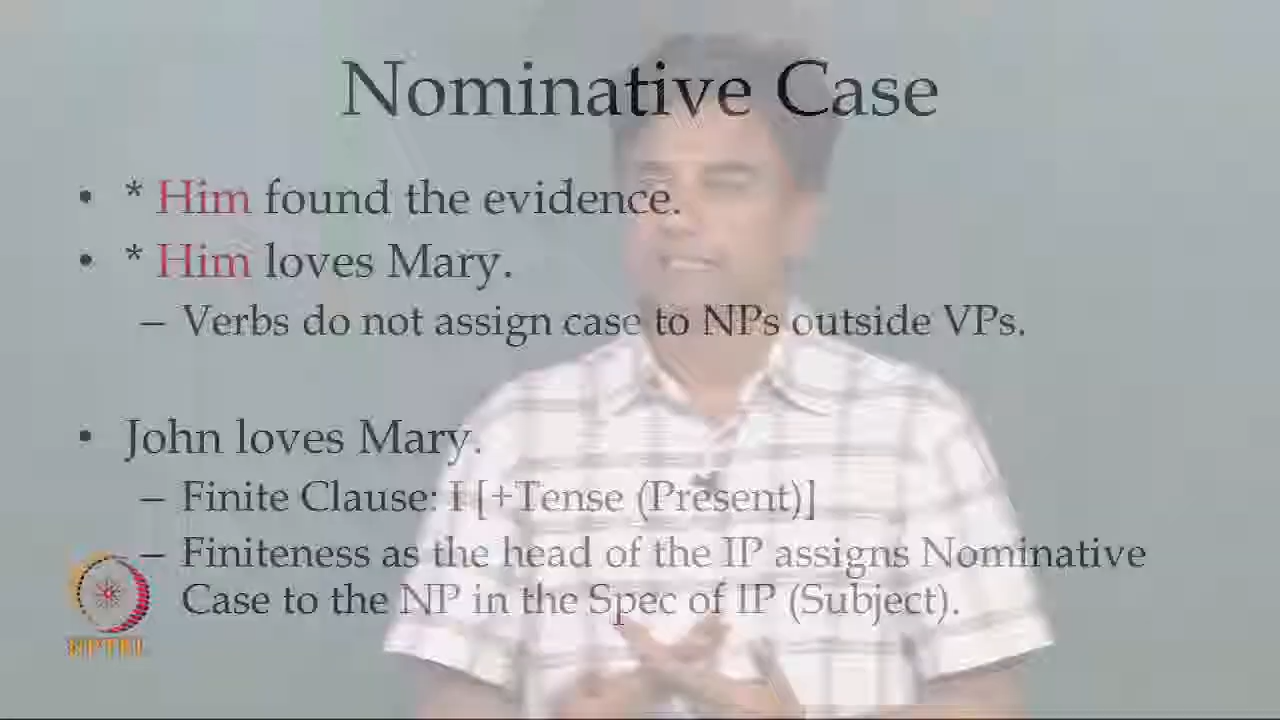 Nominative Case
• * Him found the evidence.
• * Him loves Mary.
– Verbs do not assign case to NPs outside VPs.
• John loves Mary.
– Finite Clause: I [+Tense (Present)]
– Finiteness as the head of the IP assigns Nominative
Case to the NP in the Spec of IP (Subject).
NPTEL